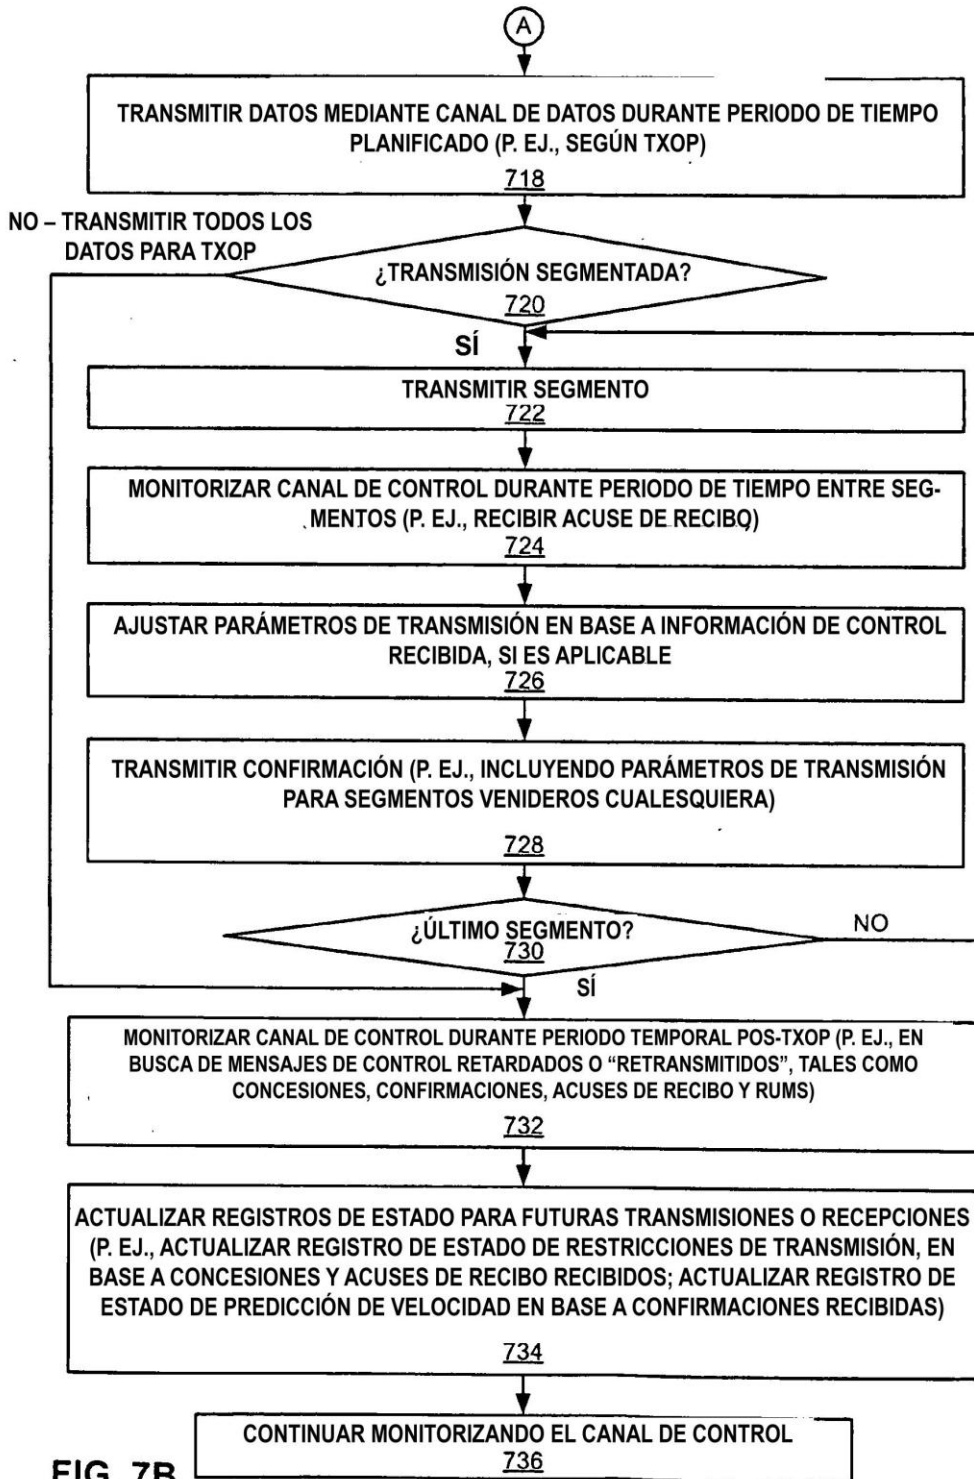 A
TRANSMITIR DATOS MEDIANTE CANAL DE DATOS DURANTE PERIODO DE TIEMPO
PLANIFICADO (P. EJ., SEGÚN TXOP)
718
NO – TRANSMITIR TODOS LOS
DATOS PARA TXOP
¿TRANSMISIÓN SEGMENTADA?
720
SÍ
TRANSMITIR SEGMENTO
722
MONITORIZAR CANAL DE CONTROL DURANTE PERIODO DE TIEMPO ENTRE SEG-
MENTOS (P. EJ., RECIBIR ACUSE DE RECIBO)
724
AJUSTAR PARÁMETROS DE TRANSMISIÓN EN BASE A INFORMACIÓN DE CONTROL
RECIBIDA, SI ES APLICABLE
726
TRANSMITIR CONFIRMACIÓN (P. EJ., INCLUYENDO PARÁMETROS DE TRANSMISIÓN
PARA SEGMENTOS VENIDEROS CUALESQUIERA)
728
¿ÚLTIMO SEGMENTO?
730
NO
SÍ
MONITORIZAR CANAL DE CONTROL DURANTE PERIODO TEMPORAL POS-TXOP (P. EJ., EN
BUSCA DE MENSAJES DE CONTROL RETARDADOS O “RETRANSMITIDOS”, TALES COMO
CONCESIONES, CONFIRMACIONES, ACUSES DE RECIBO Y RUMS)
732
ACTUALIZAR REGISTROS DE ESTADO PARA FUTURAS TRANSMISIONES O RECEPCIONES
(P. EJ., ACTUALIZAR REGISTRO DE ESTADO DE RESTRICCIONES DE TRANSMISIÓN, EN
BASE A CONCESIONES Y ACUSES DE RECIBO RECIBIDOS; ACTUALIZAR REGISTRO DE
ESTADO DE PREDICCIÓN DE VELOCIDAD EN BASE A CONFIRMACIONES RECIBIDAS)
734
CONTINUAR MONITORIZANDO EL CANAL DE CONTROL
736
FIG. 7B